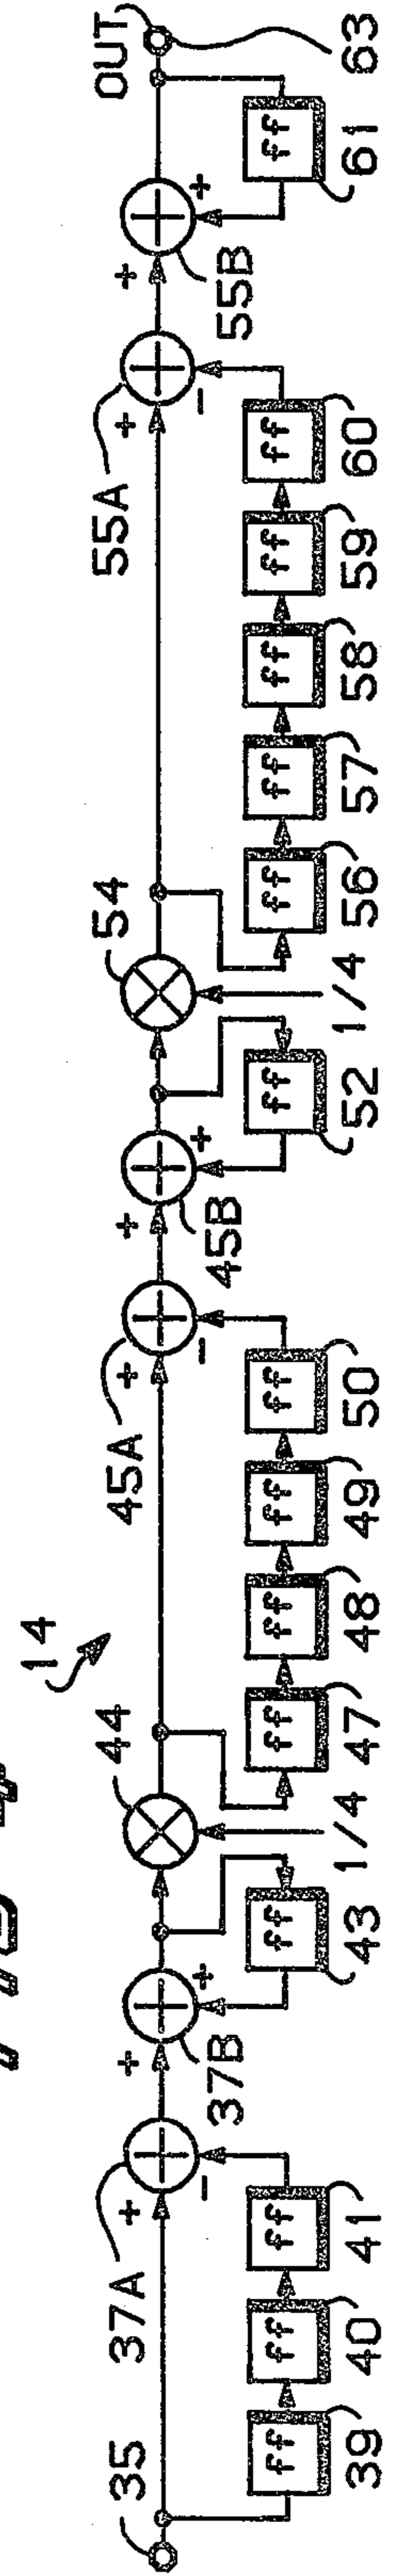 14
35 37A 44 45A 54 55A OUT
+ + + + + +
− + − + − +
37B 45B 55B
ff ff ff ff ff ff ff ff ff ff ff ff ff ff ff
39 40 41 43 1/4 47 48 49 50 52 1/4 56 57 58 59 60 61 63